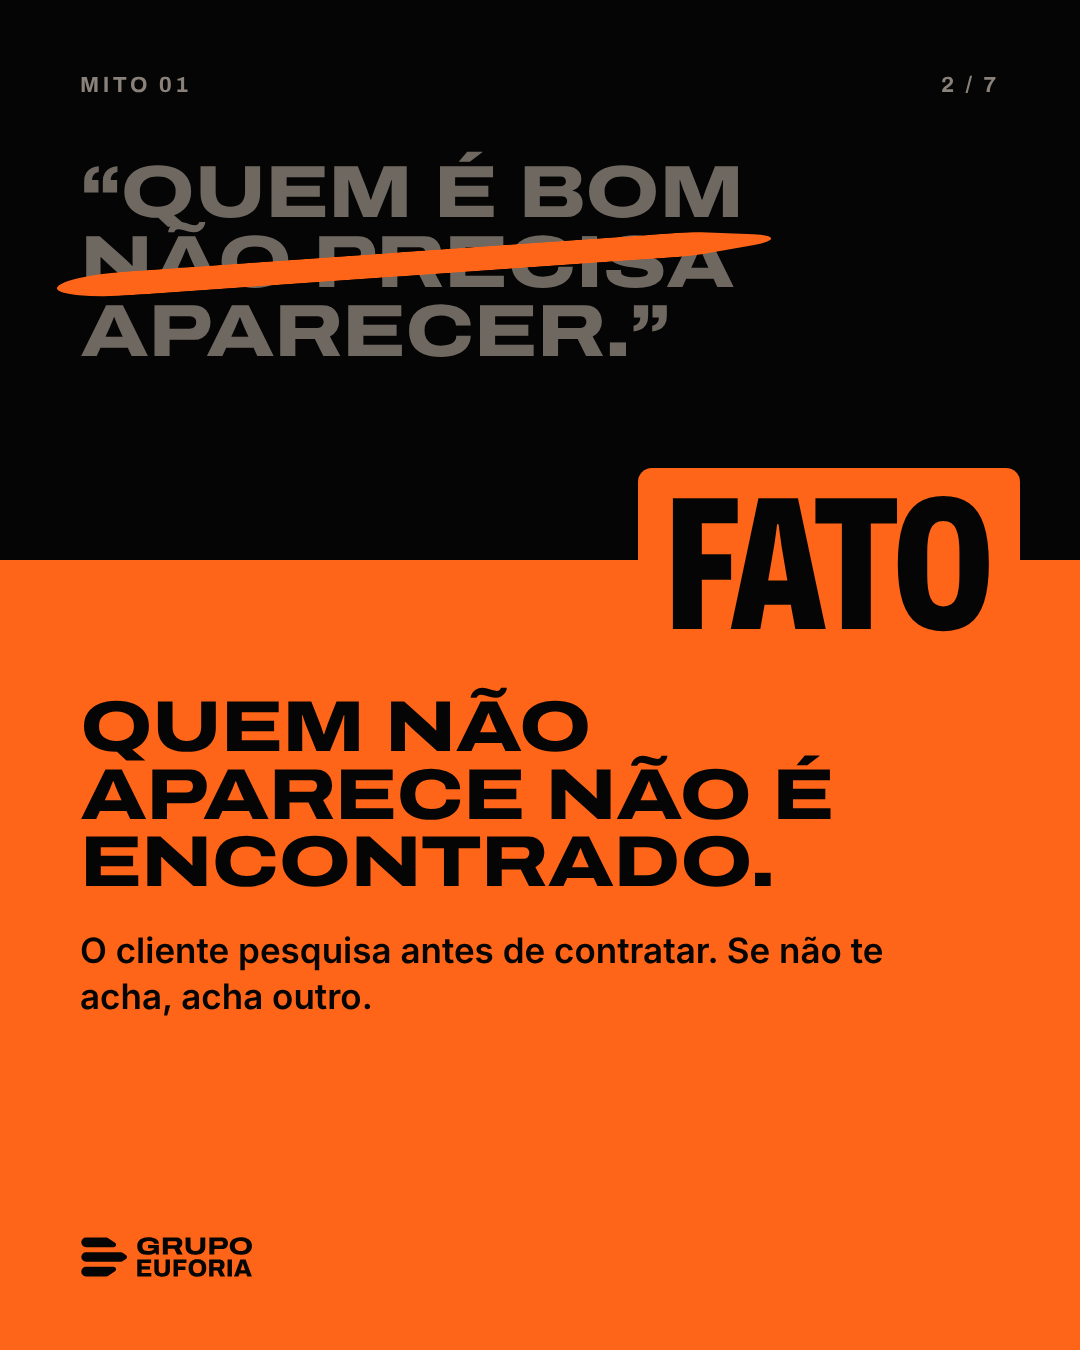 MITO 01
2 / 7
“QUEM É BOM
NÃO PRECISA
APARECER.”
FATO
QUEM NÃO
APARECE NÃO É
ENCONTRADO.
O cliente pesquisa antes de contratar. Se não te
acha, acha outro.
GRUPO
EUFORIA